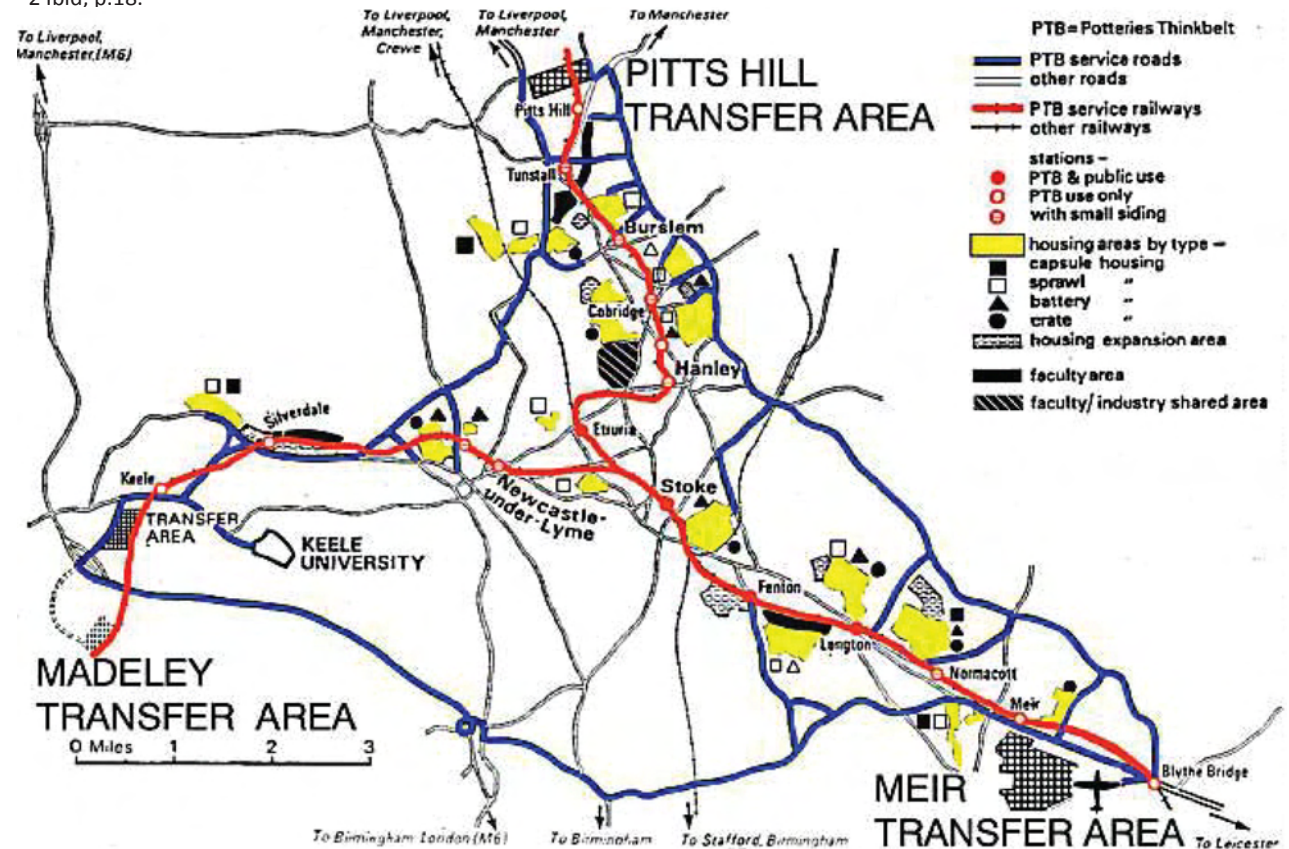 2 Ibid, p.18.
To Liverpool,
Manchester,(M6)
To Liverpool,
Manchester,
Crewe
To Liverpool,
Manchester
To Manchester
PITTS HILL
TRANSFER AREA
PTB=Potteries Thinkbelt
PTB service roads
other roads
PTB service railways
other railways
stations –
PTB & public use
PTB use only
with small siding
housing areas by type –
capsule housing
sprawl "
battery "
crate "
housing expansion area
faculty area
faculty/industry shared area
Pitts Hill
Tunstall
Burslem
Cobridge
Hanley
Etruria
Silverdale
Keele
TRANSFER
AREA
KEELE
UNIVERSITY
Newcastle-
under-Lyme
Stoke
Fenton
Longton
Normacott
Meir
Blythe Bridge
MADELEY
TRANSFER AREA
0 Miles 1 2 3
MEIR
TRANSFER AREA
To Birmingham London (M6)
To Birmingham
To Stafford, Birmingham
To Leicester